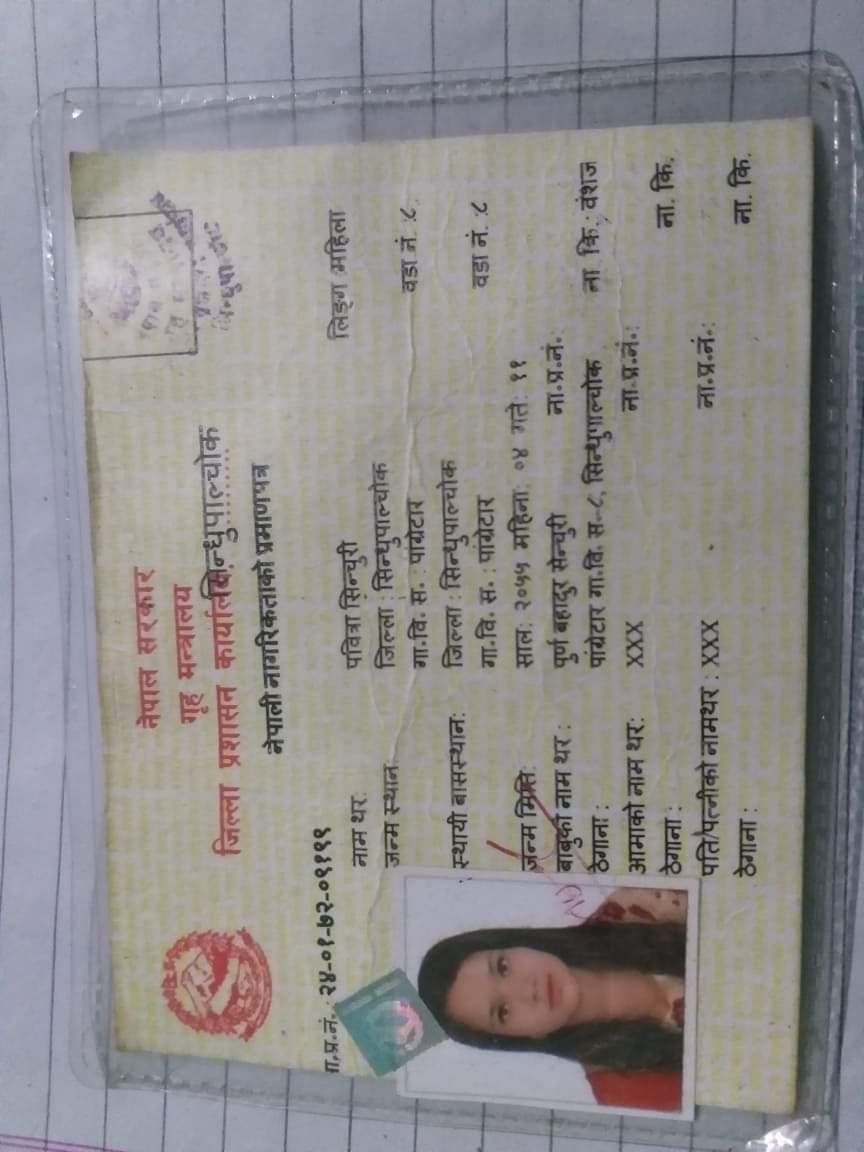 नेपाल सरकार
गृह मन्त्रालय
जिल्ला प्रशासन कार्यालय, सिन्धुपाल्चोक
नेपाली नागरिकताको प्रमाणपत्र
ना.प्र.नं.: २४-०१-७२-०९१९९
नाम थर: पवित्रा सिन्चुरी लिङ्ग :महिला
जन्म स्थान: जिल्ला : सिन्धुपाल्चोक
गा.वि. स. : पांग्रेटार वडा नं. ८
स्थायी बासस्थान: जिल्ला : सिन्धुपाल्चोक
गा.वि. स. : पांग्रेटार वडा नं. ८
जन्म मिति: साल: २०५५ महिना: ०४ गते: ११
बाबुको नाम थर : पुर्ण बहादुर सेन्चुरी ना.प्र.नं.:
ठेगाना : पांग्रेटार गा.वि. स-८, सिन्धुपाल्चोक ना कि.: वंशज
आमाको नाम थर: XXX ना.प्र.नं.:
ठेगाना : ना. कि.
पति/पत्नीको नामथर : XXX ना.प्र.नं.:
ठेगाना : ना. कि.